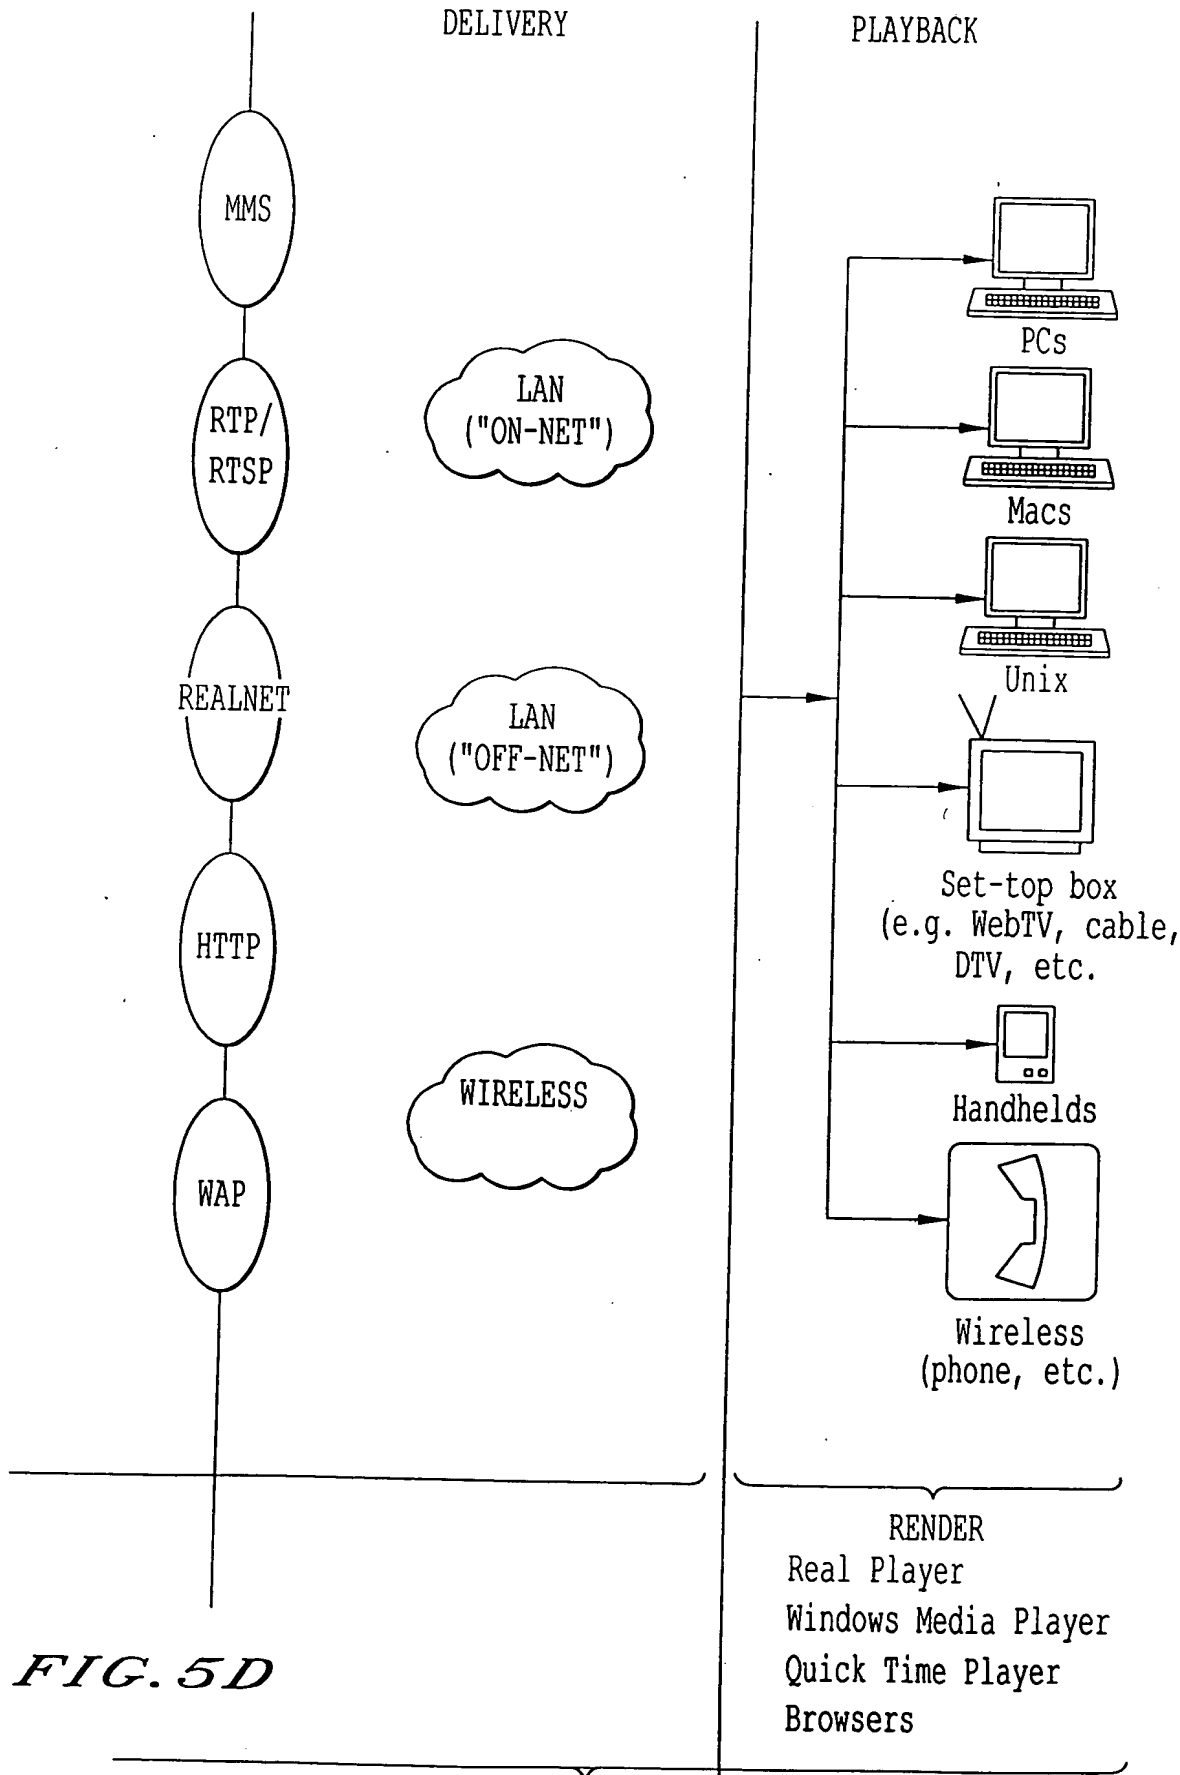 DELIVERY
PLAYBACK
MMS
RTP/
RTSP
REALNET
HTTP
WAP
LAN
("ON-NET")
LAN
("OFF-NET")
WIRELESS
PCs
Macs
Unix
Set-top box
(e.g. WebTV, cable,
DTV, etc.
Handhelds
Wireless
(phone, etc.)
RENDER
Real Player
Windows Media Player
Quick Time Player
Browsers
FIG. 5D